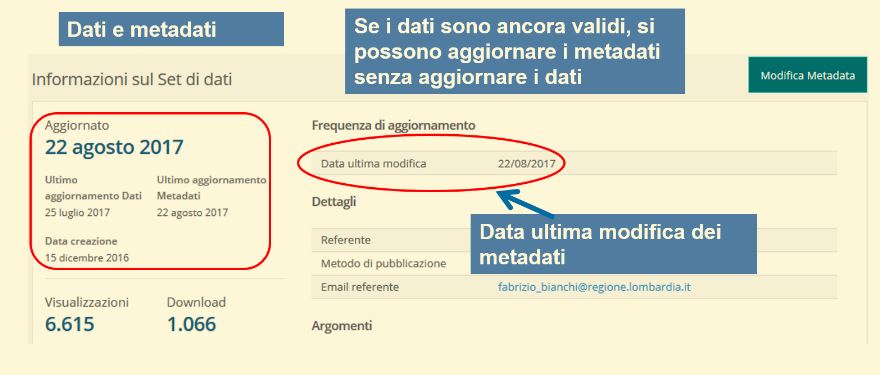 Dati e metadati
Se i dati sono ancora validi, si
possono aggiornare i metadati
senza aggiornare i dati
Informazioni sul Set di dati
Modifica Metadata
Aggiornato
22 agosto 2017
Ultimo
aggiornamento Dati
25 luglio 2017
Ultimo aggiornamento
Metadati
22 agosto 2017
Data creazione
15 dicembre 2016
Visualizzazioni
6.615
Download
1.066
Frequenza di aggiornamento
Data ultima modifica 22/08/2017
Dettagli
Data ultima modifica dei
metadati
Referente
Metodo di pubblicazione
Email referente fabrizio_bianchi@regione.lombardia.it
Argomenti